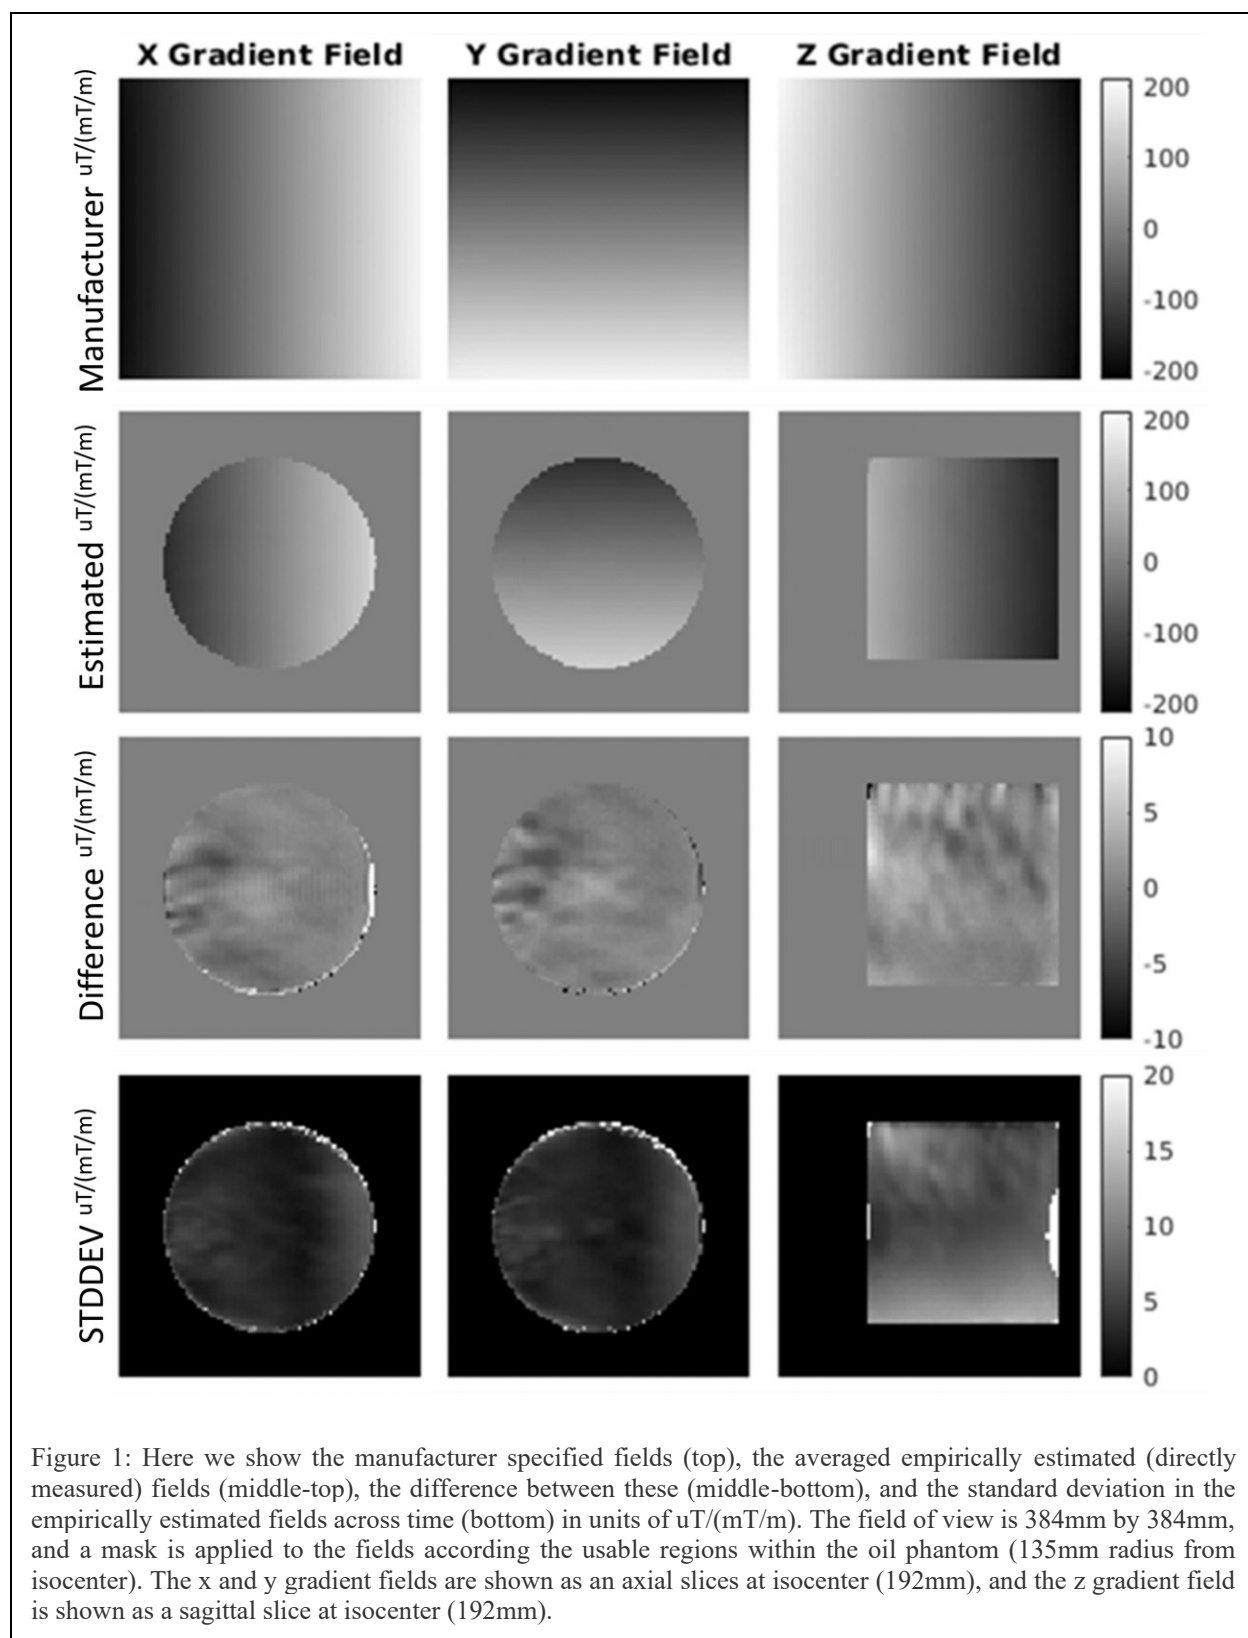 X Gradient Field Y Gradient Field Z Gradient Field
Manufacturer uT/(mT/m)
200
100
0
-100
-200
Estimated uT/(mT/m)
200
100
0
-100
-200
Difference uT/(mT/m)
10
5
0
-5
-10
STDDEV uT/(mT/m)
20
15
10
5
0
Figure 1: Here we show the manufacturer specified fields (top), the averaged empirically estimated (directly
measured) fields (middle-top), the difference between these (middle-bottom), and the standard deviation in the
empirically estimated fields across time (bottom) in units of uT/(mT/m). The field of view is 384mm by 384mm,
and a mask is applied to the fields according the usable regions within the oil phantom (135mm radius from
isocenter). The x and y gradient fields are shown as an axial slices at isocenter (192mm), and the z gradient field
is shown as a sagittal slice at isocenter (192mm).